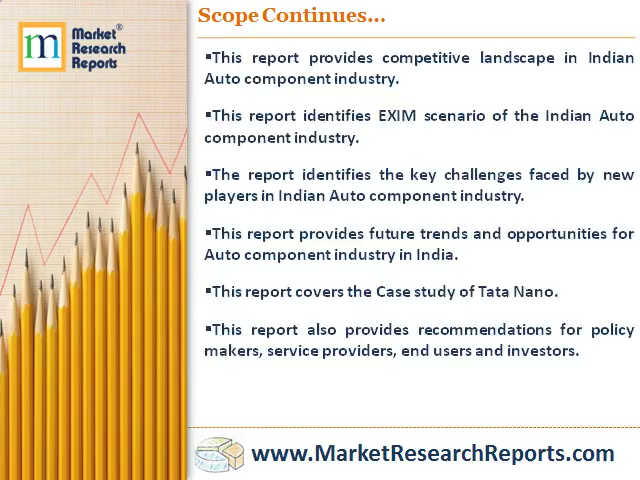 m
Market®
Research
Reports
Scope Continues...
▪This report provides competitive landscape in Indian
Auto component industry.
▪This report identifies EXIM scenario of the Indian Auto
component industry.
▪The report identifies the key challenges faced by new
players in Indian Auto component industry.
▪This report provides future trends and opportunities for
Auto component industry in India.
▪This report covers the Case study of Tata Nano.
▪This report also provides recommendations for policy
makers, service providers, end users and investors.
www.MarketResearchReports.com